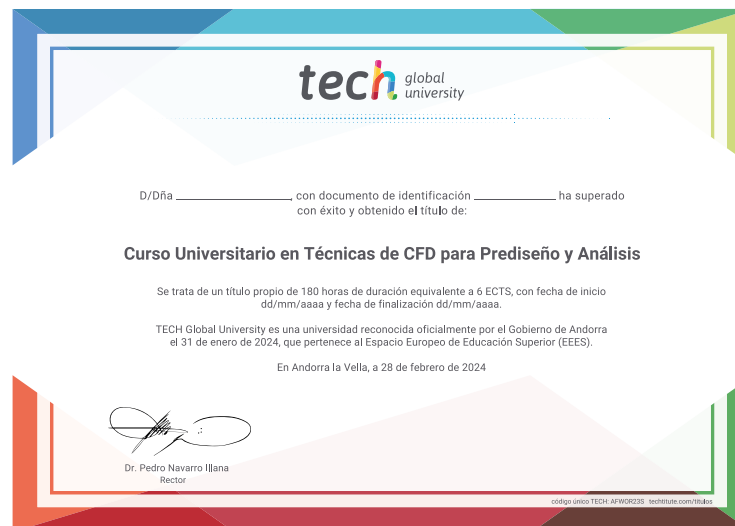 tech global university
D/Dña ____________________, con documento de identificación ______________ ha superado
con éxito y obtenido el título de:
Curso Universitario en Técnicas de CFD para Prediseño y Análisis
Se trata de un título propio de 180 horas de duración equivalente a 6 ECTS, con fecha de inicio
dd/mm/aaaa y fecha de finalización dd/mm/aaaa.
TECH Global University es una universidad reconocida oficialmente por el Gobierno de Andorra
el 31 de enero de 2024, que pertenece al Espacio Europeo de Educación Superior (EEES).
En Andorra la Vella, a 28 de febrero de 2024
Dr. Pedro Navarro Illana
Rector
código único TECH: AFWOR23S techtitute.com/titulos